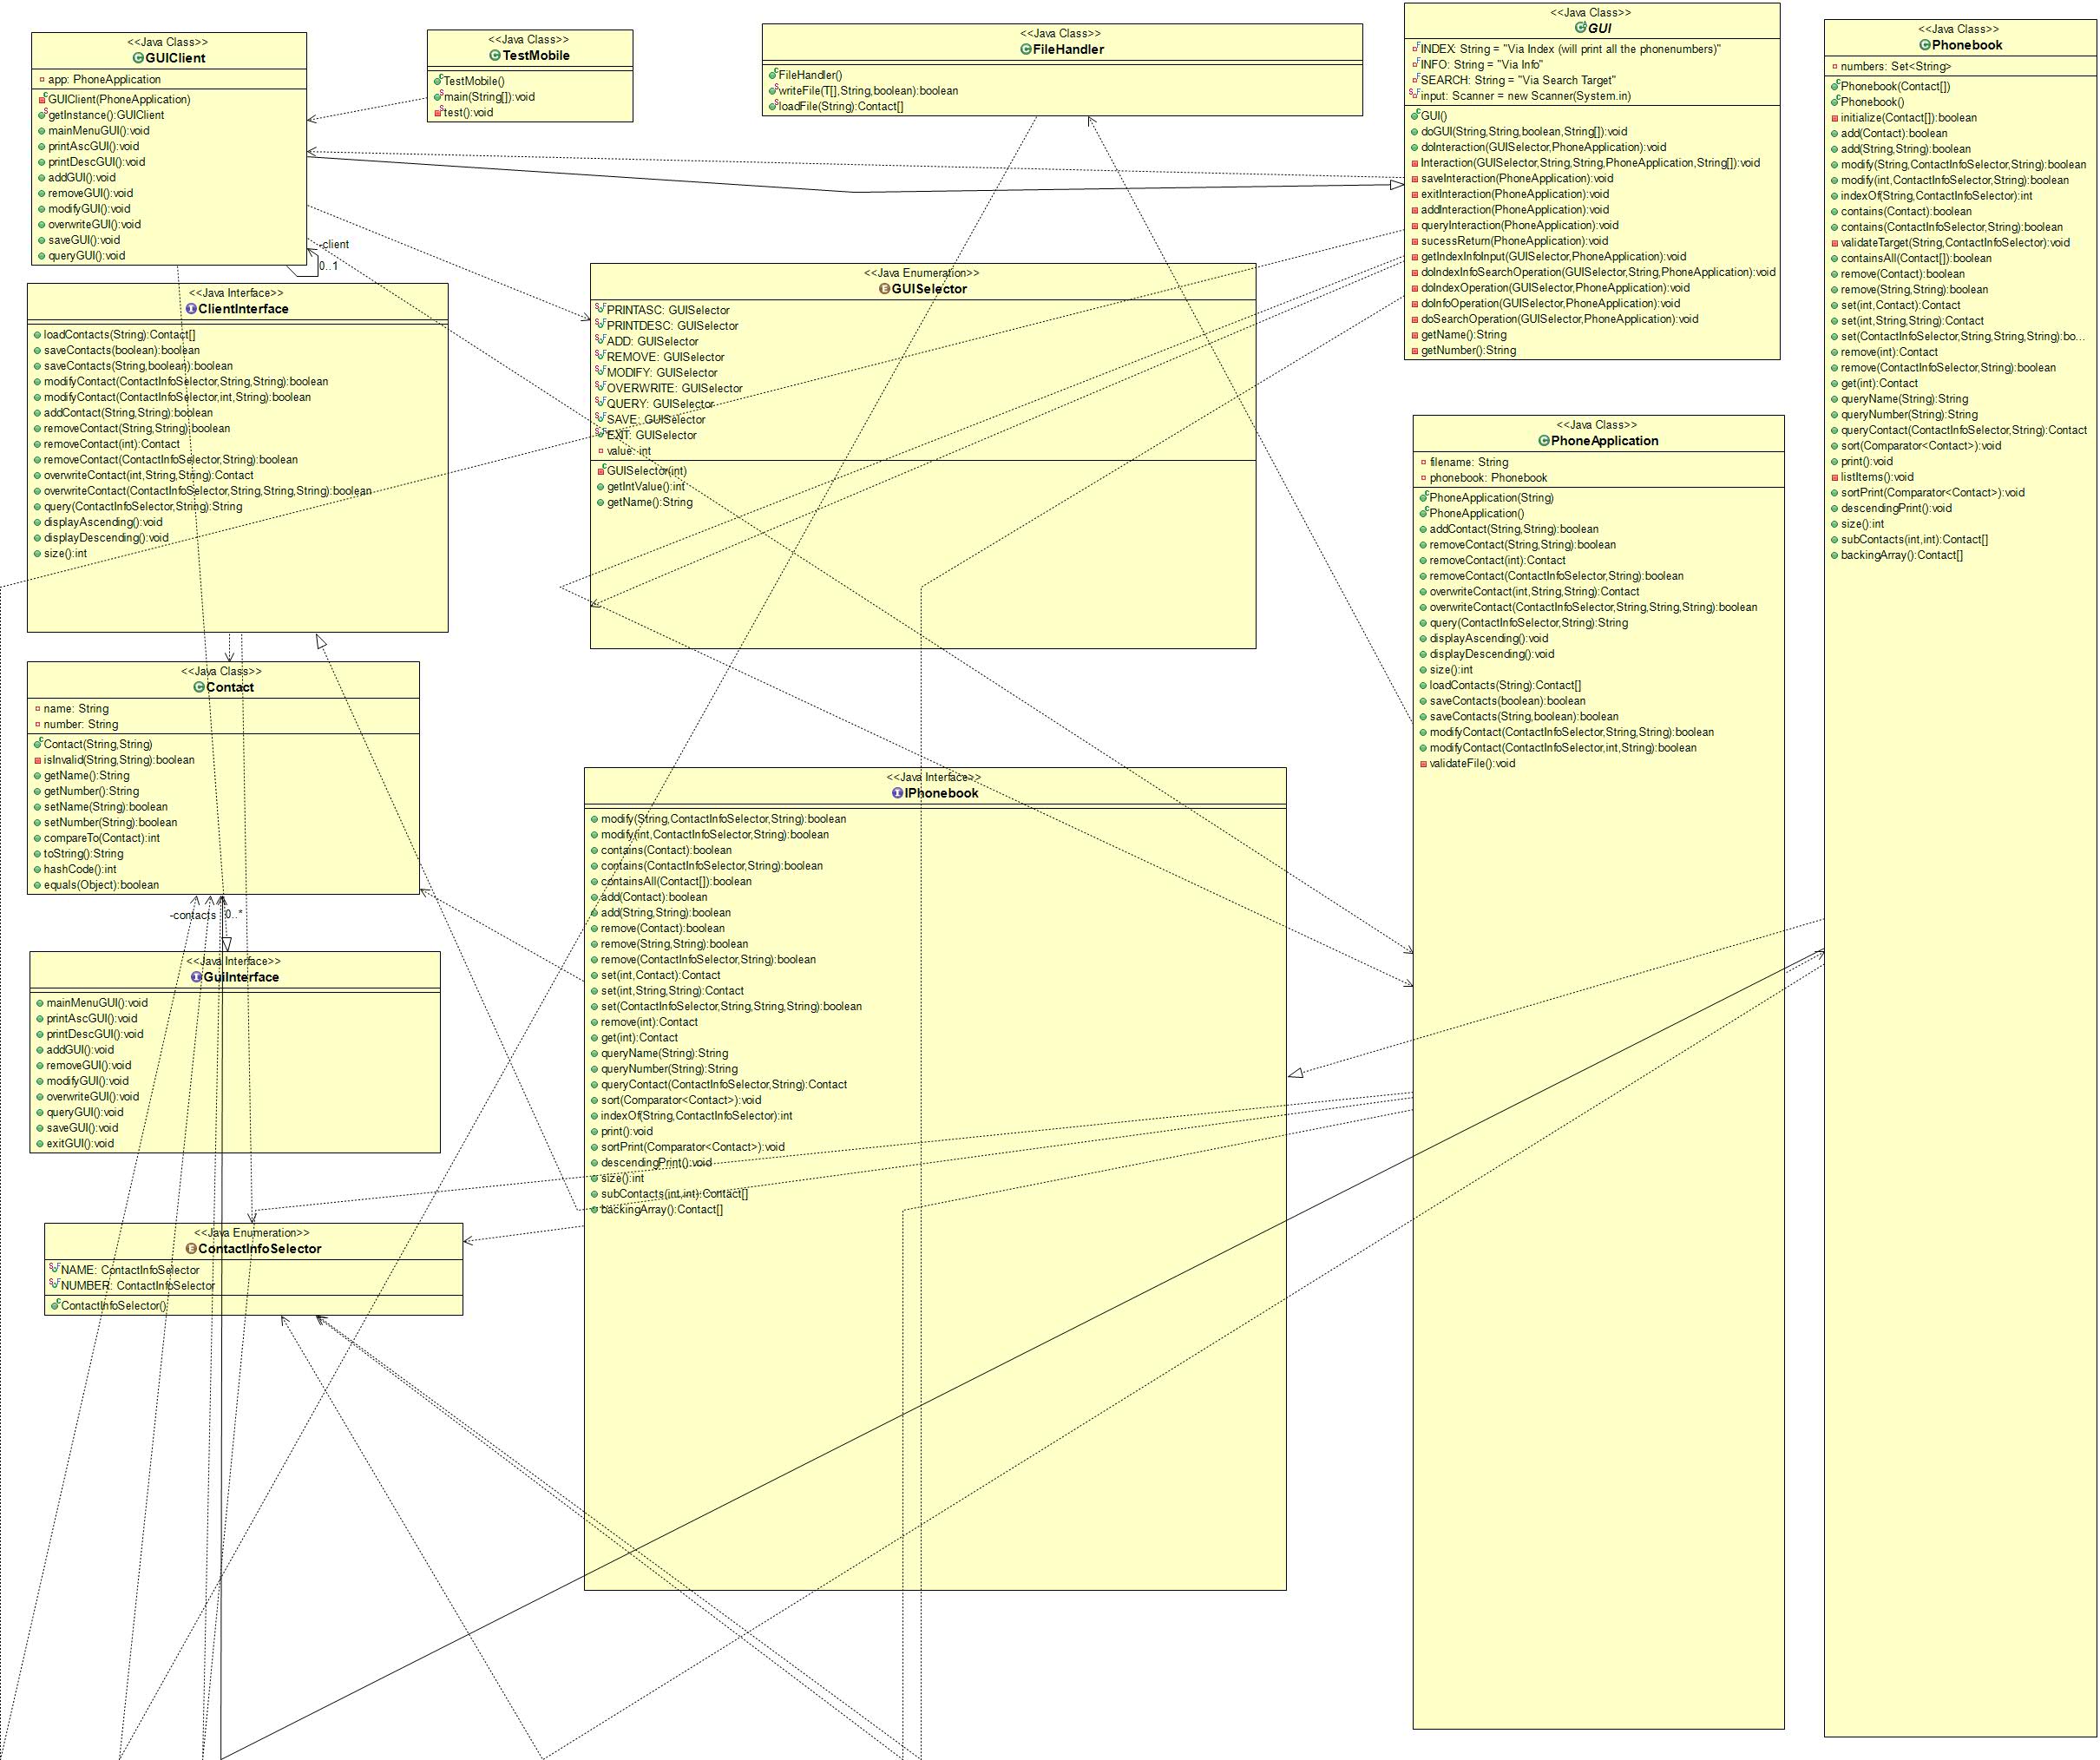 <<Java Class>>
GUIClient
app: PhoneApplication
GUIClient(PhoneApplication)
getInstance():GUIClient
mainMenuGUI():void
printAscGUI():void
printDescGUI():void
addGUI():void
removeGUI():void
modifyGUI():void
overwriteGUI():void
saveGUI():void
queryGUI():void
-client
0..1
<<Java Class>>
TestMobile
TestMobile()
main(String[]):void
test():void
<<Java Class>>
FileHandler
FileHandler()
writeFile(T[],String,boolean):boolean
loadFile(String):Contact[]
<<Java Class>>
GUI
INDEX: String = "Via Index (will print all the phonenumbers)"
INFO: String = "Via Info"
SEARCH: String = "Via Search Target"
input: Scanner = new Scanner(System.in)
GUI()
doGUI(String,String,boolean,String[]):void
doInteraction(GUISelector,PhoneApplication):void
Interaction(GUISelector,String,String,PhoneApplication,String[]):void
saveInteraction(PhoneApplication):void
exitInteraction(PhoneApplication):void
addInteraction(PhoneApplication):void
queryInteraction(PhoneApplication):void
sucessReturn(PhoneApplication):void
getIndexInfoInput(GUISelector,PhoneApplication):void
doIndexInfoSearchOperation(GUISelector,String,PhoneApplication):void
doIndexOperation(GUISelector,PhoneApplication):void
doInfoOperation(GUISelector,PhoneApplication):void
doSearchOperation(GUISelector,PhoneApplication):void
getName():String
getNumber():String
<<Java Class>>
Phonebook
numbers: Set<String>
Phonebook(Contact[])
Phonebook()
initialize(Contact[]):boolean
add(Contact):boolean
add(String,String):boolean
modify(String,ContactInfoSelector,String):boolean
modify(int,ContactInfoSelector,String):boolean
indexOf(String,ContactInfoSelector):int
contains(Contact):boolean
contains(ContactInfoSelector,String):boolean
validateTarget(String,ContactInfoSelector):void
containsAll(Contact[]):boolean
remove(Contact):boolean
remove(String,String):boolean
set(int,Contact):Contact
set(int,String,String):Contact
set(ContactInfoSelector,String,String,String):bo...
remove(int):Contact
remove(ContactInfoSelector,String):boolean
get(int):Contact
queryName(String):String
queryNumber(String):String
queryContact(ContactInfoSelector,String):Contact
sort(Comparator<Contact>):void
print():void
listItems():void
sortPrint(Comparator<Contact>):void
descendingPrint():void
size():int
subContacts(int,int):Contact[]
backingArray():Contact[]
<<Java Interface>>
ClientInterface
loadContacts(String):Contact[]
saveContacts(boolean):boolean
saveContacts(String,boolean):boolean
modifyContact(ContactInfoSelector,String,String):boolean
modifyContact(ContactInfoSelector,int,String):boolean
addContact(String,String):boolean
removeContact(String,String):boolean
removeContact(int):Contact
removeContact(ContactInfoSelector,String):boolean
overwriteContact(int,String,String):Contact
overwriteContact(ContactInfoSelector,String,String,String):boolean
query(ContactInfoSelector,String):String
displayAscending():void
displayDescending():void
size():int
<<Java Enumeration>>
GUISelector
PRINTASC: GUISelector
PRINTDESC: GUISelector
ADD: GUISelector
REMOVE: GUISelector
MODIFY: GUISelector
OVERWRITE: GUISelector
QUERY: GUISelector
SAVE: GUISelector
EXIT: GUISelector
value: int
GUISelector(int)
getIntValue():int
getName():String
<<Java Class>>
PhoneApplication
filename: String
phonebook: Phonebook
PhoneApplication(String)
PhoneApplication()
addContact(String,String):boolean
removeContact(String,String):boolean
removeContact(int):Contact
removeContact(ContactInfoSelector,String):boolean
overwriteContact(int,String,String):Contact
overwriteContact(ContactInfoSelector,String,String,String):boolean
query(ContactInfoSelector,String):String
displayAscending():void
displayDescending():void
size():int
loadContacts(String):Contact[]
saveContacts(boolean):boolean
saveContacts(String,boolean):boolean
modifyContact(ContactInfoSelector,String,String):boolean
modifyContact(ContactInfoSelector,int,String):boolean
validateFile():void
<<Java Class>>
Contact
name: String
number: String
Contact(String,String)
isInvalid(String,String):boolean
getName():String
getNumber():String
setName(String):boolean
setNumber(String):boolean
compareTo(Contact):int
toString():String
hashCode():int
equals(Object):boolean
-contacts
0..*
<<Java Interface>>
IPhonebook
modify(String,ContactInfoSelector,String):boolean
modify(int,ContactInfoSelector,String):boolean
contains(Contact):boolean
contains(ContactInfoSelector,String):boolean
containsAll(Contact[]):boolean
add(Contact):boolean
add(String,String):boolean
remove(Contact):boolean
remove(String,String):boolean
remove(ContactInfoSelector,String):boolean
set(int,Contact):Contact
set(int,String,String):Contact
set(ContactInfoSelector,String,String,String):boolean
remove(int):Contact
get(int):Contact
queryName(String):String
queryNumber(String):String
queryContact(ContactInfoSelector,String):Contact
sort(Comparator<Contact>):void
indexOf(String,ContactInfoSelector):int
print():void
sortPrint(Comparator<Contact>):void
descendingPrint():void
size():int
subContacts(int,int):Contact[]
backingArray():Contact[]
<<Java Interface>>
GuiInterface
mainMenuGUI():void
printAscGUI():void
printDescGUI():void
addGUI():void
removeGUI():void
modifyGUI():void
overwriteGUI():void
queryGUI():void
saveGUI():void
exitGUI():void
<<Java Enumeration>>
ContactInfoSelector
NAME: ContactInfoSelector
NUMBER: ContactInfoSelector
ContactInfoSelector()